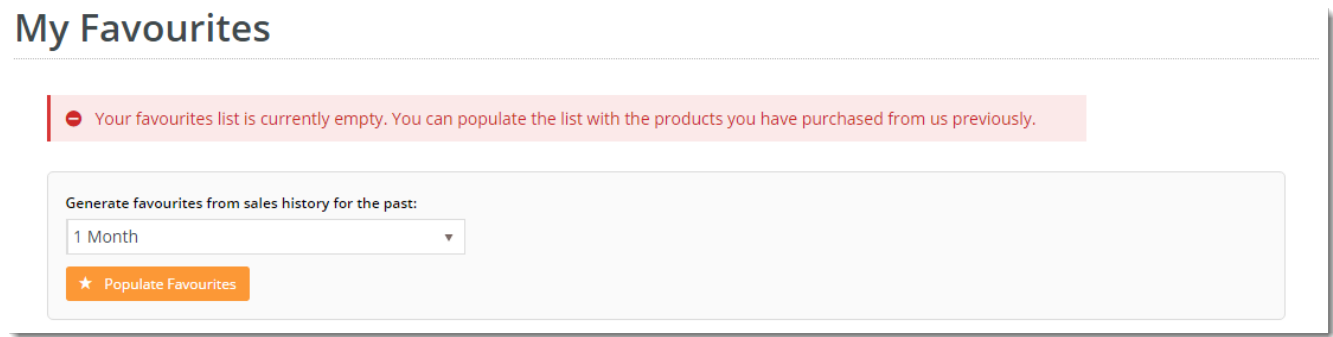 My Favourites
Your favourites list is currently empty. You can populate the list with the products you have purchased from us previously.
Generate favourites from sales history for the past:
1 Month
Populate Favourites